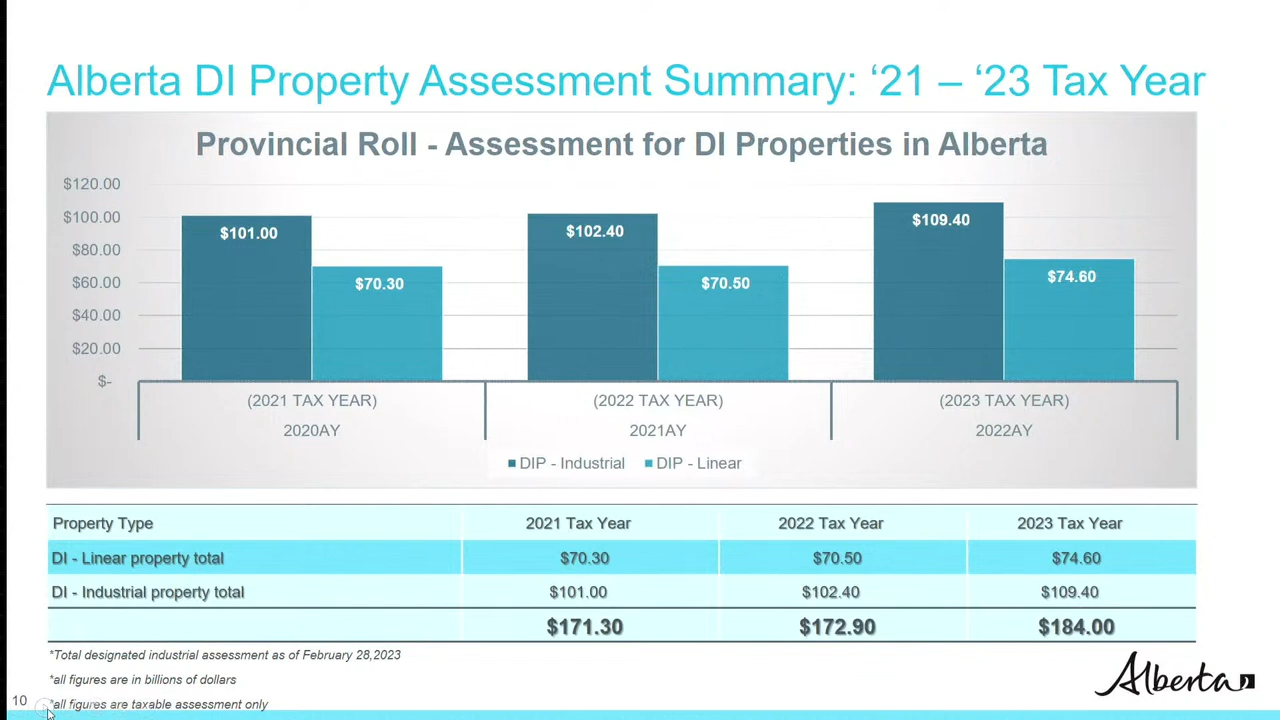 Alberta DI Property Assessment Summary: ‘21 – ‘23 Tax Year
Provincial Roll - Assessment for DI Properties in Alberta
$120.00
$100.00
$80.00
$60.00
$40.00
$20.00
$-
$101.00
$70.30
$102.40
$70.50
$109.40
$74.60
(2021 TAX YEAR) (2022 TAX YEAR) (2023 TAX YEAR)
2020AY 2021AY 2022AY
DIP - Industrial DIP - Linear
Property Type 2021 Tax Year 2022 Tax Year 2023 Tax Year
DI - Linear property total $70.30 $70.50 $74.60
DI - Industrial property total $101.00 $102.40 $109.40
$171.30 $172.90 $184.00
*Total designated industrial assessment as of February 28,2023
*all figures are in billions of dollars
*all figures are taxable assessment only
10
Alberta